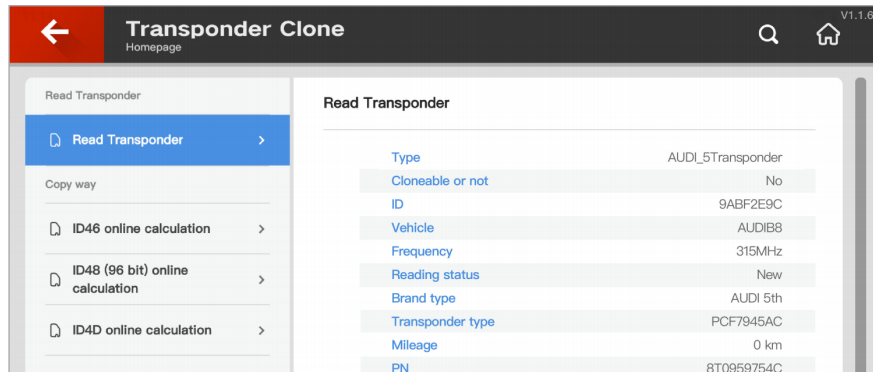 Transponder Clone
Homepage
V1.1.6
Read Transponder
Read Transponder
Copy way
ID46 online calculation
ID48 (96 bit) online
calculation
ID4D online calculation
Read Transponder
Type AUDI_5Transponder
Cloneable or not No
ID 9ABF2E9C
Vehicle AUDIB8
Frequency 315MHz
Reading status New
Brand type AUDI 5th
Transponder type PCF7945AC
Mileage 0 km
PN 8T0959754C